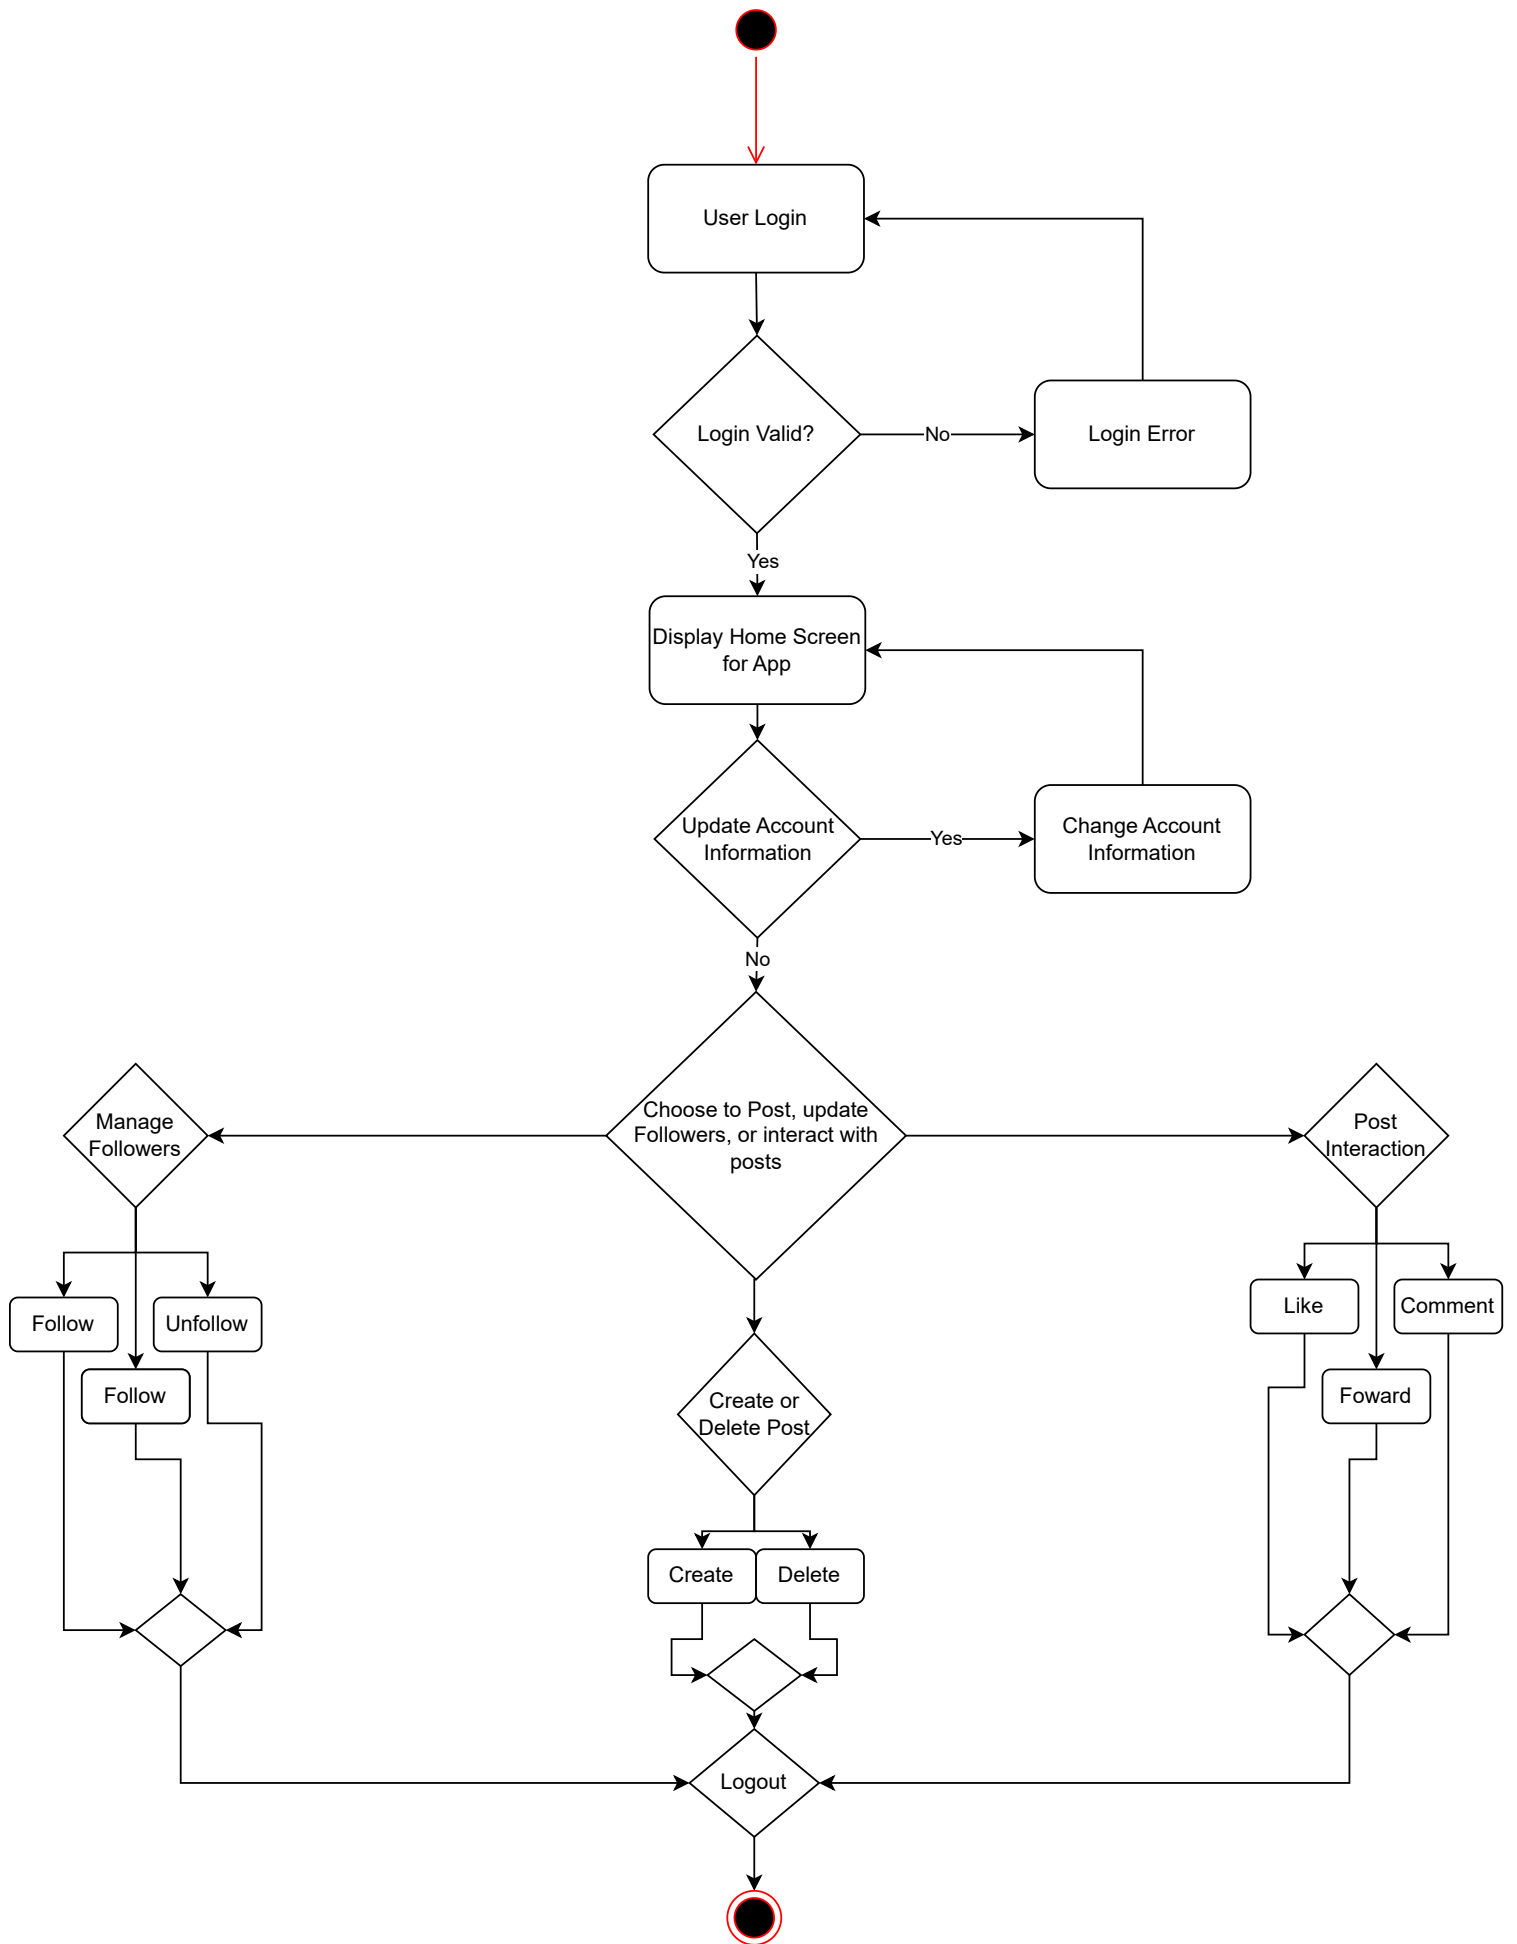 User Login
Login Valid?
No
Login Error
Yes
Display Home Screen
for App
Update Account
Information
Yes
Change Account
Information
No
Manage
Followers
Choose to Post, update
Followers, or interact with
posts
Post
Interaction
Follow
Unfollow
Follow
Like
Comment
Foward
Create or
Delete Post
Create
Delete
Logout